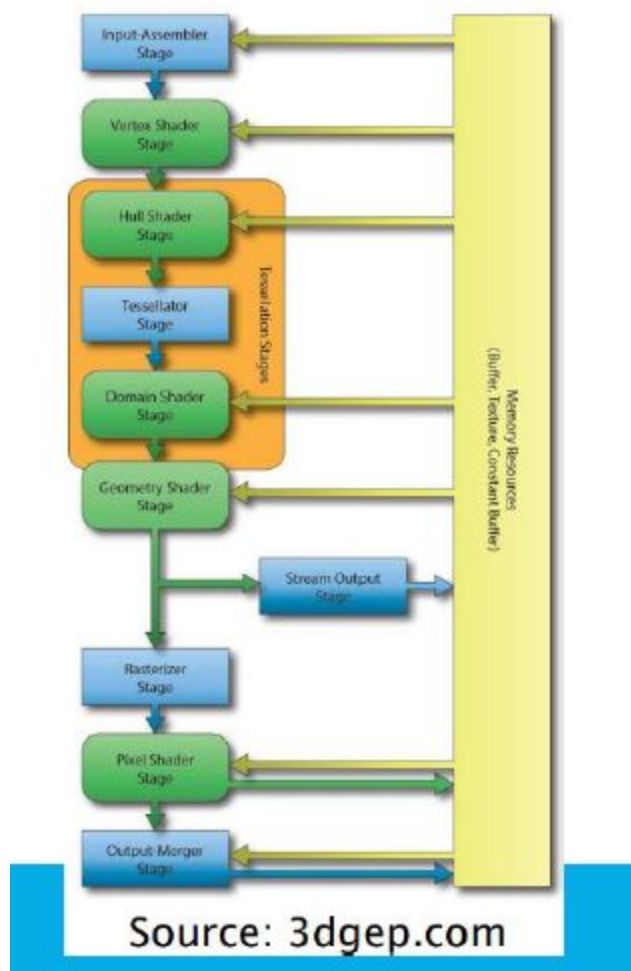 Input-Assembler
Stage
Vertex Shader
Stage
Hull Shader
Stage
Tessellator
Stage
Domain Shader
Stage
Tessellation Stages
Geometry Shader
Stage
Stream Output
Stage
Rasterizer
Stage
Pixel Shader
Stage
Output-Merger
Stage
Memory Resources
(Buffer, Texture, Constant Buffer)
Source: 3dgep.com